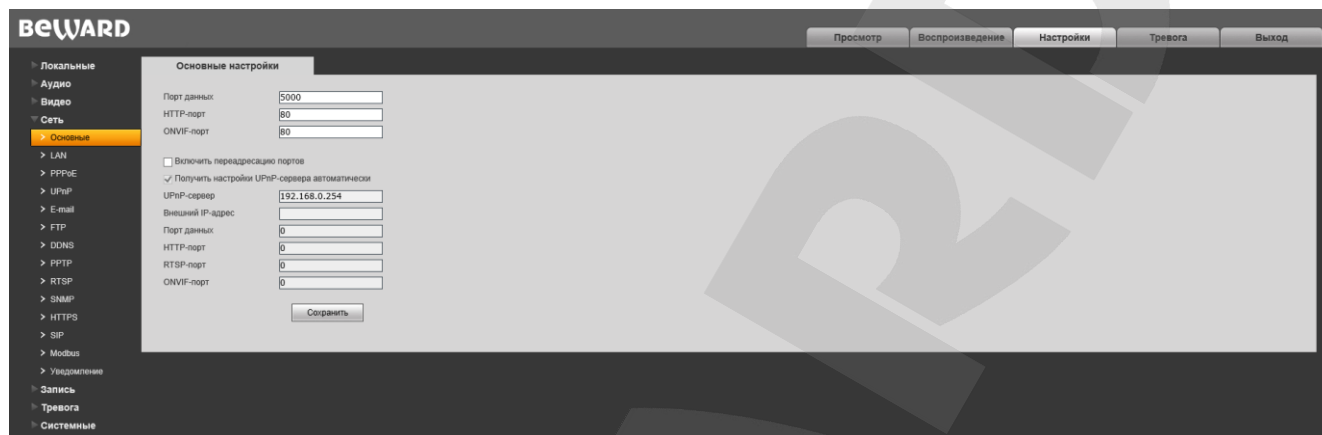 BEWARD
Просмотр
Воспроизведение
Настройки
Тревога
Выход
Локальные
Аудио
Видео
Сеть
Основные
LAN
PPPoE
UPnP
E-mail
FTP
DDNS
PPTP
RTSP
SNMP
HTTPS
SIP
Modbus
Уведомление
Запись
Тревога
Системные
Основные настройки
Порт данных 5000
HTTP-порт 80
ONVIF-порт 80
Включить переадресацию портов
Получить настройки UPnP-сервера автоматически
UPnP-сервер 192.168.0.254
Внешний IP-адрес
Порт данных 0
HTTP-порт 0
RTSP-порт 0
ONVIF-порт 0
Сохранить